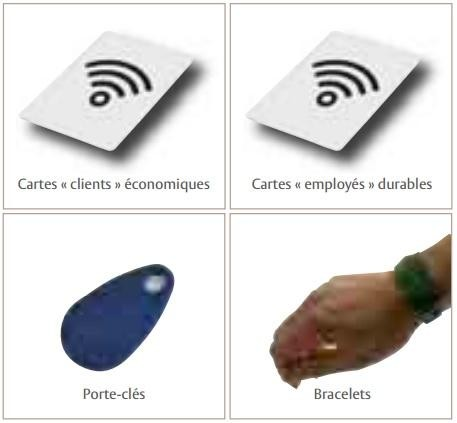 Cartes « clients » économiques
Cartes « employés » durables
Porte-clés
Bracelets